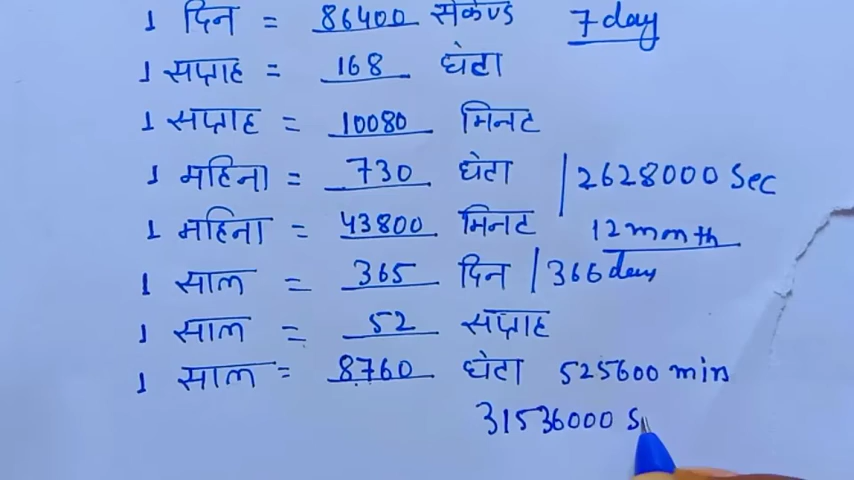 1 दिन = 86400 सेकेण्ड 7 day
1 सप्ताह = 168 घंटा
1 सप्ताह = 10080 मिनट
1 महिना = 730 घंटा / 2628000 Sec
1 महिना = 43800 मिनट 12 month
1 साल = 365 दिन / 366 day
1 साल = 52 सप्ताह
1 साल = 8760 घंटा 525600 min
31536000 S